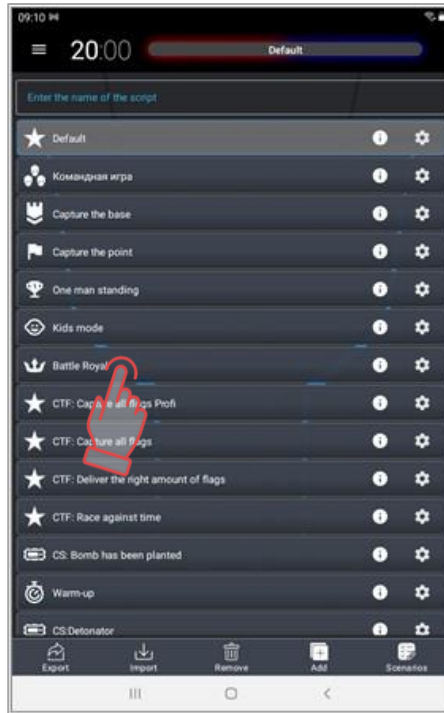 09:10
20:00
Default
Enter the name of the script
Default
Командная игра
Capture the base
Capture the point
One man standing
Kids mode
Battle Royal
CTF: Capture all flags Profi
CTF: Capture all flags
CTF: Deliver the right amount of flags
CTF: Race against time
CS: Bomb has been planted
Warm-up
CS:Detonator
Export Import Remove Add Scenarios